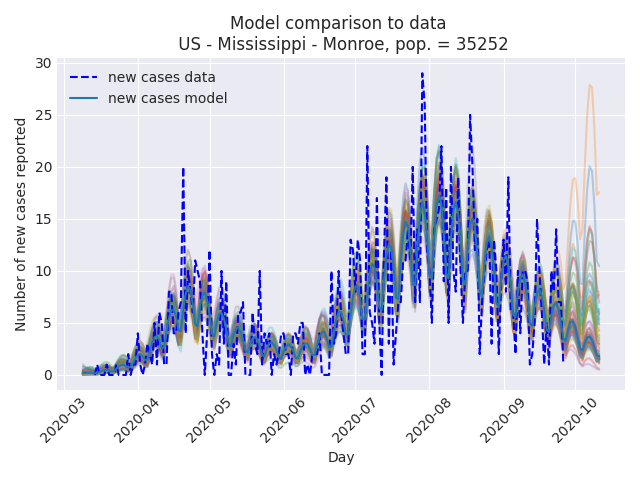 Model comparison to data
US - Mississippi - Monroe, pop. = 35252
new cases data
new cases model
Number of new cases reported
30
25
20
15
10
5
0
2020-03
2020-04
2020-05
2020-06
2020-07
2020-08
2020-09
2020-10
Day